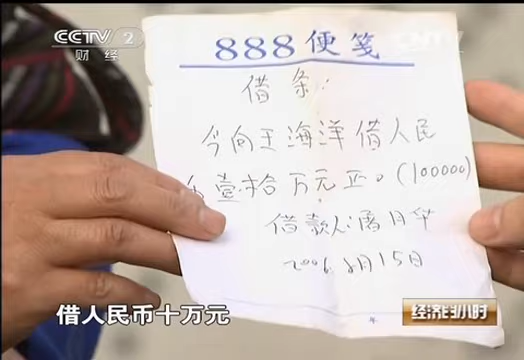 CCTV 2
财经
888便笺
借条:
今向王海洋借人民
币壹拾万元正。(100000)
借款人:屠月华
2006.8月15日
年
借人民币十万元
经济半小时